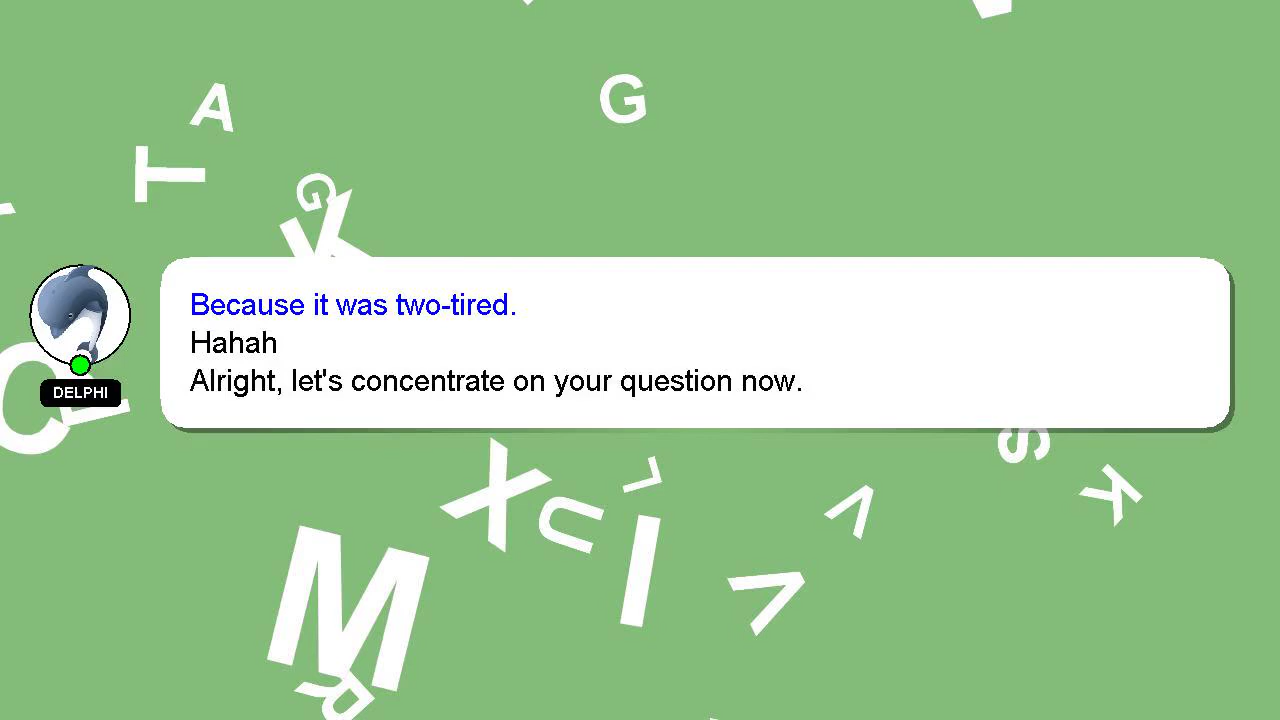 A
G
T
G
K
Because it was two-tired.
Hahah
Alright, let's concentrate on your question now.
DELPHI
C
L
S
X
L
K
U
V
I
V
M
R